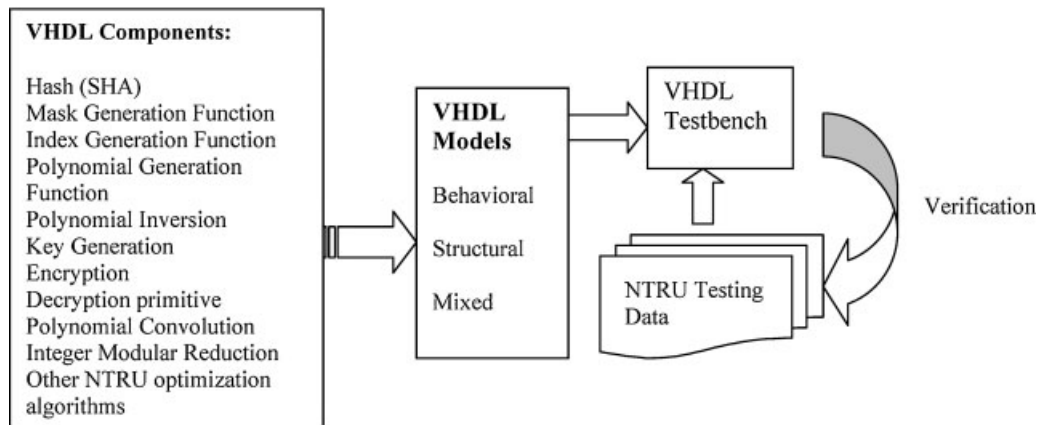 VHDL Components:
Hash (SHA)
Mask Generation Function
Index Generation Function
Polynomial Generation
Function
Polynomial Inversion
Key Generation
Encryption
Decryption primitive
Polynomial Convolution
Integer Modular Reduction
Other NTRU optimization
algorithms
VHDL
Models
Behavioral
Structural
Mixed
VHDL
Testbench
NTRU Testing
Data
Verification